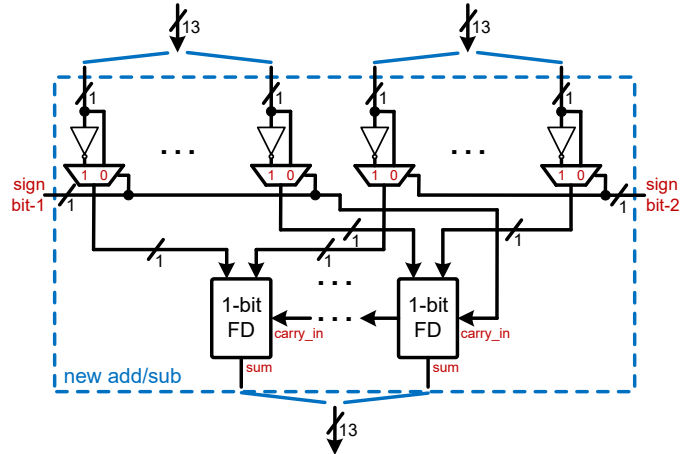 13
13
1
1
1
1
...
...
1 0
1 0
1 0
1 0
sign
bit-1
1
1
sign
bit-2
1
1
1
1
...
1-bit
FD
carry_in
...
1-bit
FD
carry_in
sum
sum
new add/sub
13